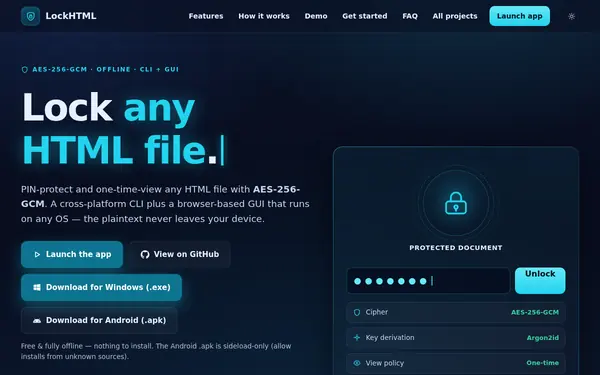 LockHTML
Features How it works Demo Get started FAQ All projects Launch app
AES-256-GCM · OFFLINE · CLI + GUI
Lock any
HTML file.
PIN-protect and one-time-view any HTML file with AES-256-
GCM. A cross-platform CLI plus a browser-based GUI that runs
on any OS — the plaintext never leaves your device.
Launch the app View on GitHub
Download for Windows (.exe)
Download for Android (.apk)
Free & fully offline — nothing to install. The Android .apk is sideload-only (allow
installs from unknown sources).
PROTECTED DOCUMENT
Unlock
Cipher AES-256-GCM
Key derivation Argon2id
View policy One-time